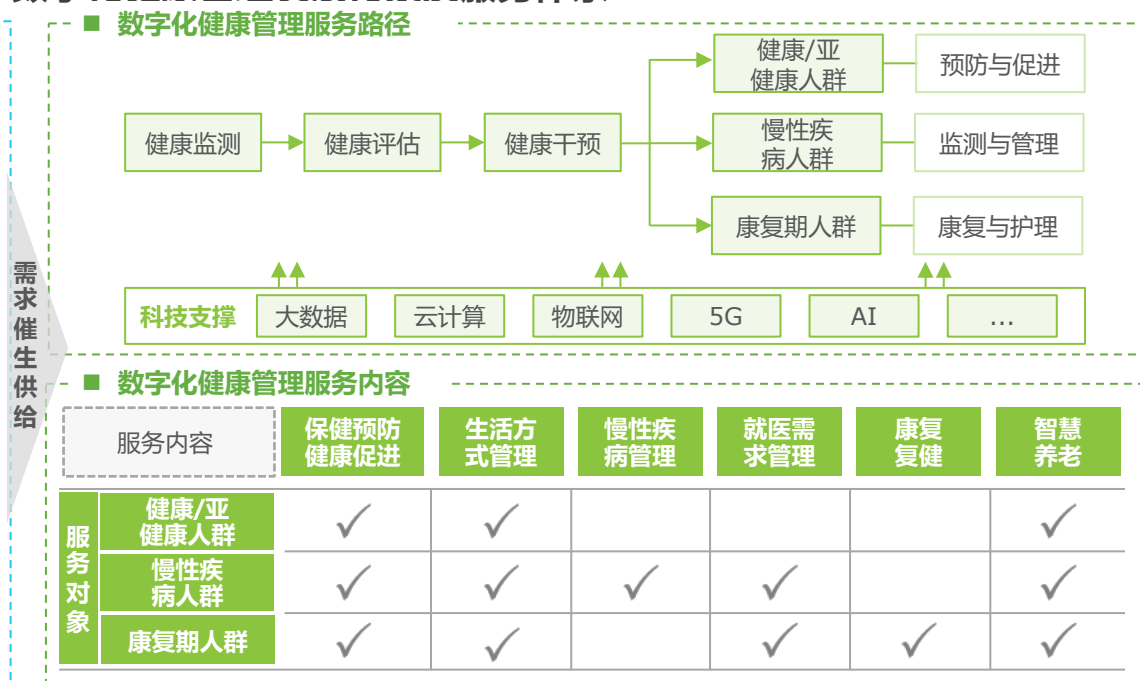 ■ 数字化健康管理服务路径
健康/亚
健康人群
预防与促进
健康监测
健康评估
健康干预
慢性疾
病人群
监测与管理
康复期人群
康复与护理
需求催生供给
科技支撑
大数据
云计算
物联网
5G
AI
...
■ 数字化健康管理服务内容
服务内容
保健预防
健康促进
生活方
式管理
慢性疾
病管理
就医需
求管理
康复
复健
智慧
养老
服务对象
健康/亚
健康人群
✓ ✓ ✓
慢性疾
病人群
✓ ✓ ✓ ✓ ✓
康复期人群
✓ ✓ ✓ ✓ ✓